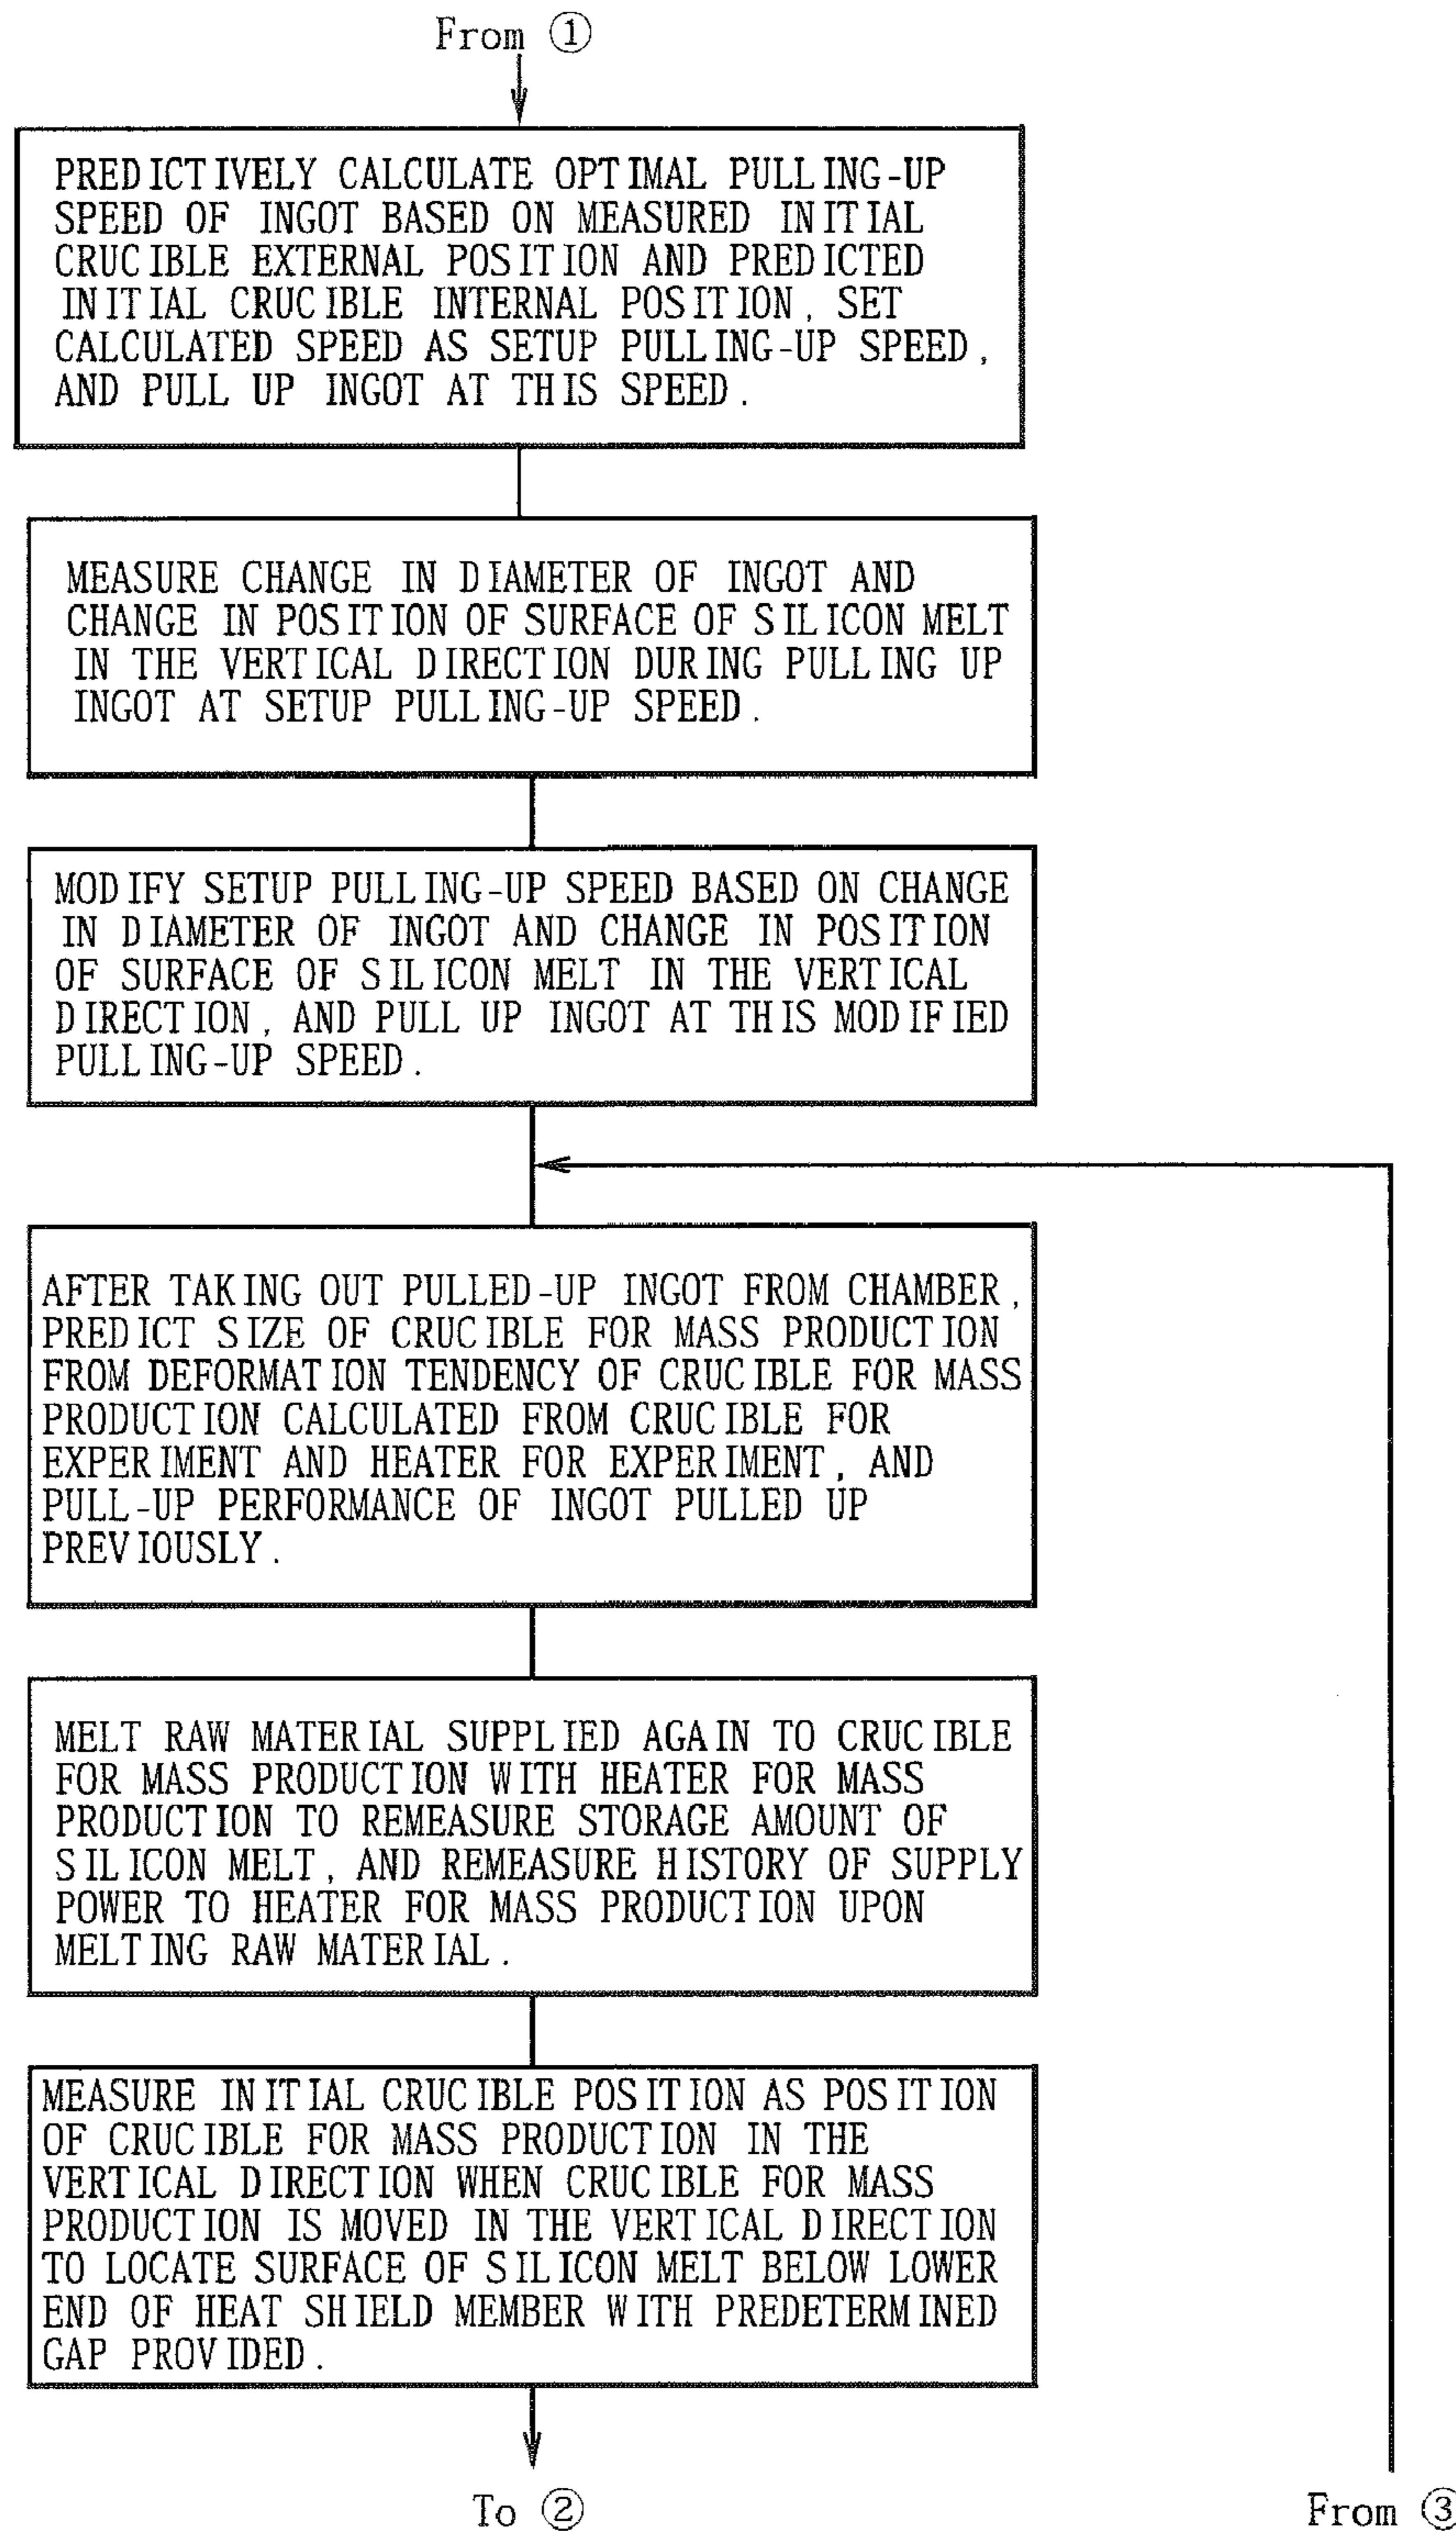 From ①
PREDICTIVELY CALCULATE OPTIMAL PULLING-UP
SPEED OF INGOT BASED ON MEASURED INITIAL
CRUCIBLE EXTERNAL POSITION AND PREDICTED
INITIAL CRUCIBLE INTERNAL POSITION, SET
CALCULATED SPEED AS SETUP PULLING-UP SPEED,
AND PULL UP INGOT AT THIS SPEED.
MEASURE CHANGE IN DIAMETER OF INGOT AND
CHANGE IN POSITION OF SURFACE OF SILICON MELT
IN THE VERTICAL DIRECTION DURING PULLING UP
INGOT AT SETUP PULLING-UP SPEED.
MODIFY SETUP PULLING-UP SPEED BASED ON CHANGE
IN DIAMETER OF INGOT AND CHANGE IN POSITION
OF SURFACE OF SILICON MELT IN THE VERTICAL
DIRECTION, AND PULL UP INGOT AT THIS MODIFIED
PULLING-UP SPEED.
AFTER TAKING OUT PULLED-UP INGOT FROM CHAMBER,
PREDICT SIZE OF CRUCIBLE FOR MASS PRODUCTION
FROM DEFORMATION TENDENCY OF CRUCIBLE FOR MASS
PRODUCTION CALCULATED FROM CRUCIBLE FOR
EXPERIMENT AND HEATER FOR EXPERIMENT, AND
PULL-UP PERFORMANCE OF INGOT PULLED UP
PREVIOUSLY.
MELT RAW MATERIAL SUPPLIED AGAIN TO CRUCIBLE
FOR MASS PRODUCTION WITH HEATER FOR MASS
PRODUCTION TO REMEASURE STORAGE AMOUNT OF
SILICON MELT, AND REMEASURE HISTORY OF SUPPLY
POWER TO HEATER FOR MASS PRODUCTION UPON
MELTING RAW MATERIAL.
MEASURE INITIAL CRUCIBLE POSITION AS POSITION
OF CRUCIBLE FOR MASS PRODUCTION IN THE
VERTICAL DIRECTION WHEN CRUCIBLE FOR MASS
PRODUCTION IS MOVED IN THE VERTICAL DIRECTION
TO LOCATE SURFACE OF SILICON MELT BELOW LOWER
END OF HEAT SHIELD MEMBER WITH PREDETERMINED
GAP PROVIDED.
To ②
From ③